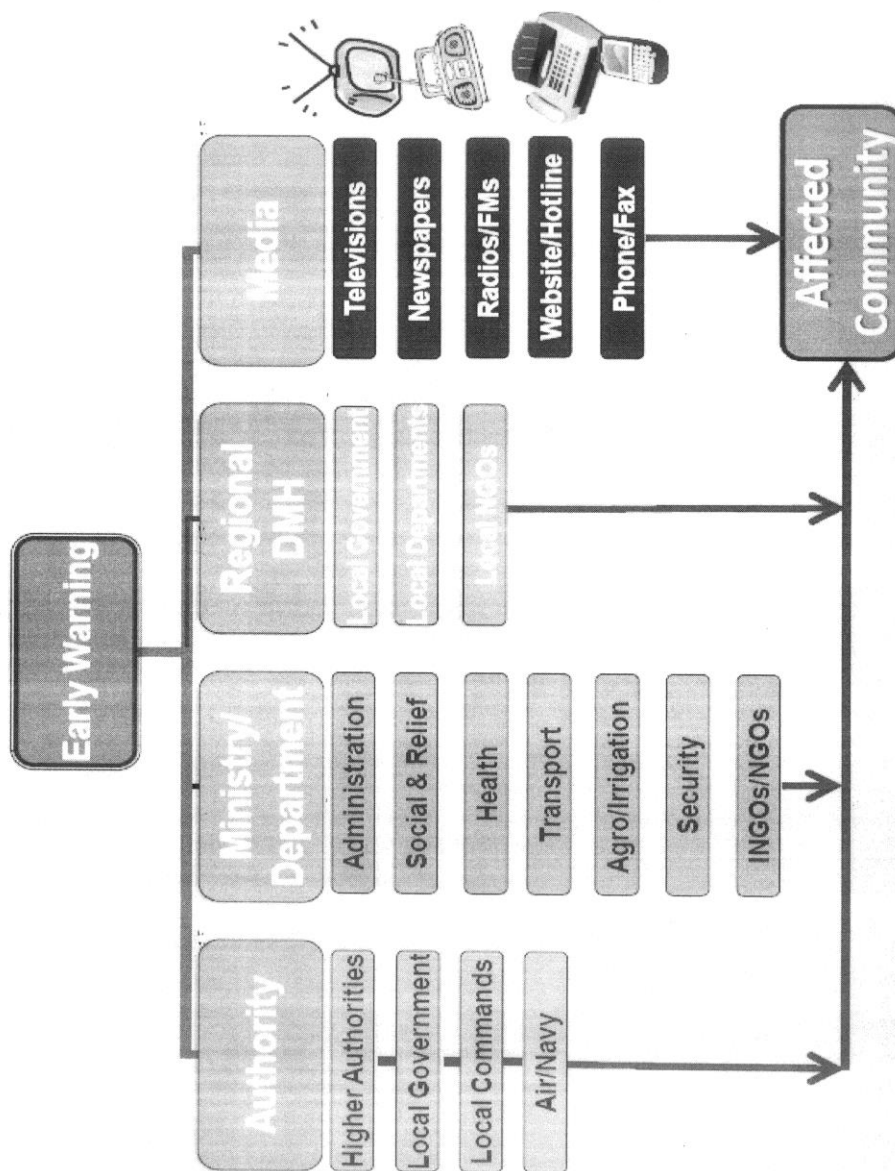 Early Warning
Authority
Higher Authorities
Local Government
Local Commands
Air/Navy
Ministry/
Department
Administration
Social & Relief
Health
Transport
Agro/Irrigation
Security
INGOs/NGOs
Regional
DMH
Local Government
Local Departments
Local NGOs
Media
Televisions
Newspapers
Radios/FMs
Website/Hotline
Phone/Fax
Affected
Community